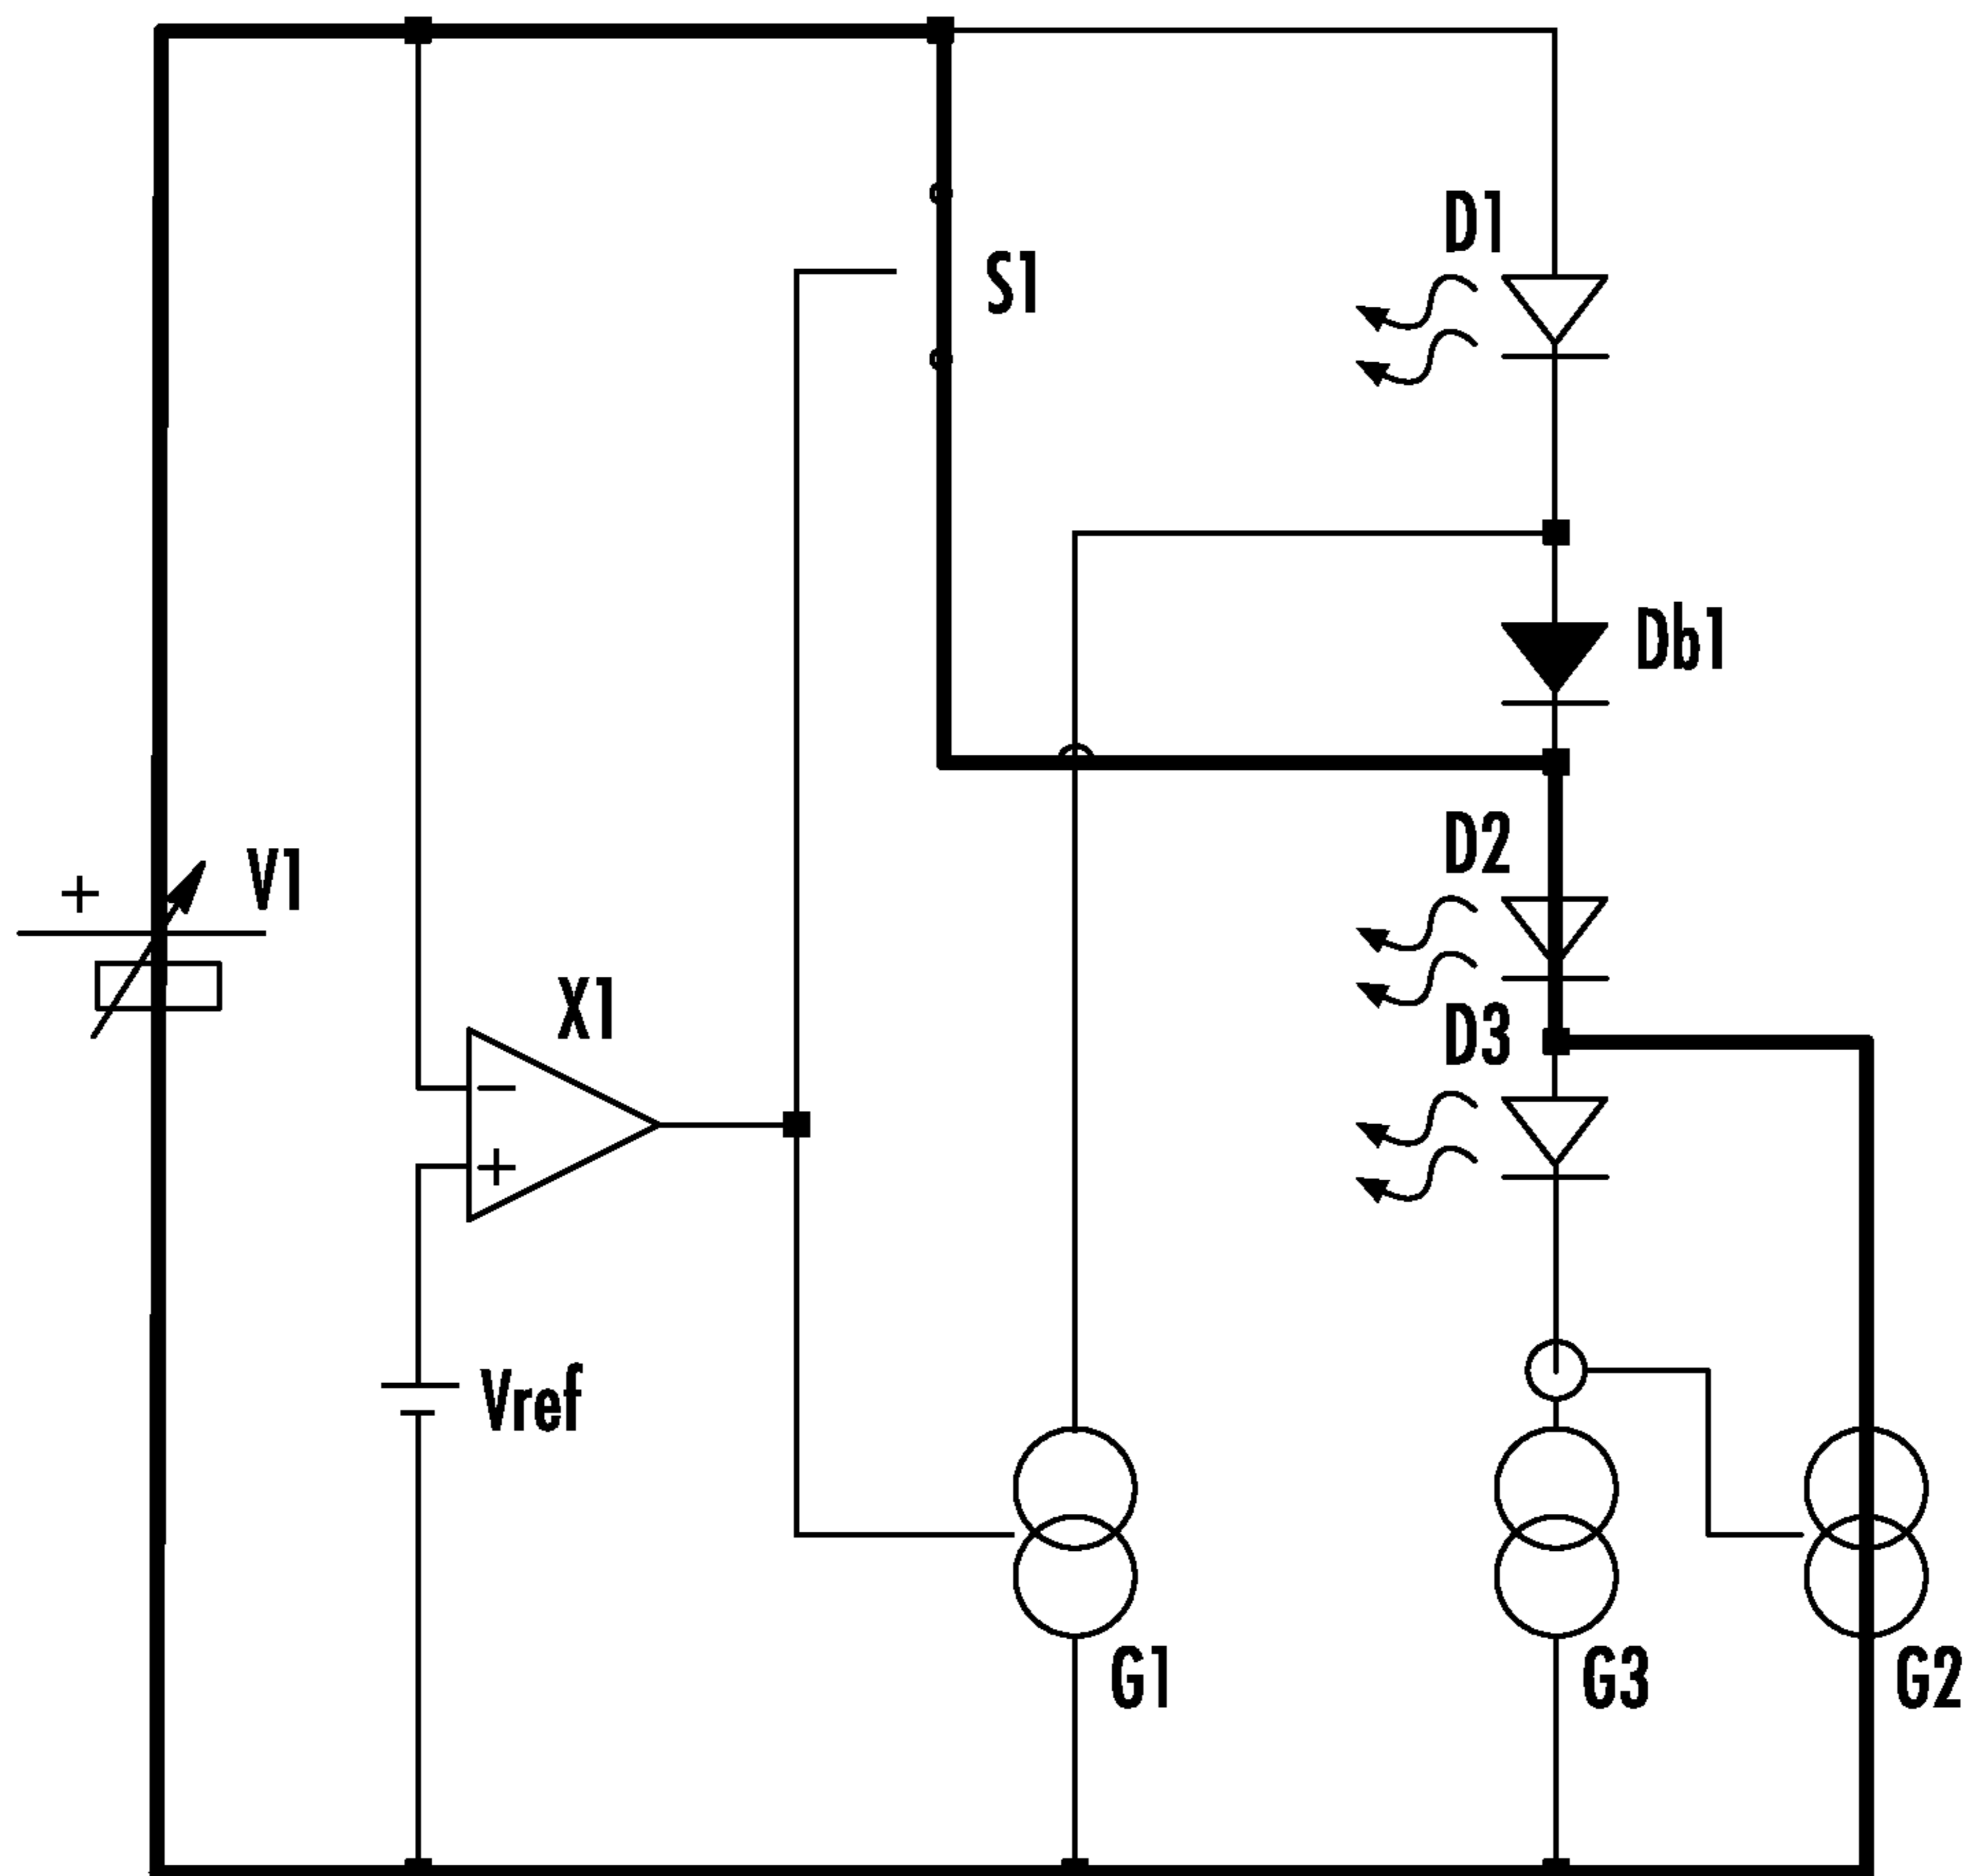 D1
S1
Db1
D2
+
V1
X1
D3
−
+
Vref
G1
G3
G2